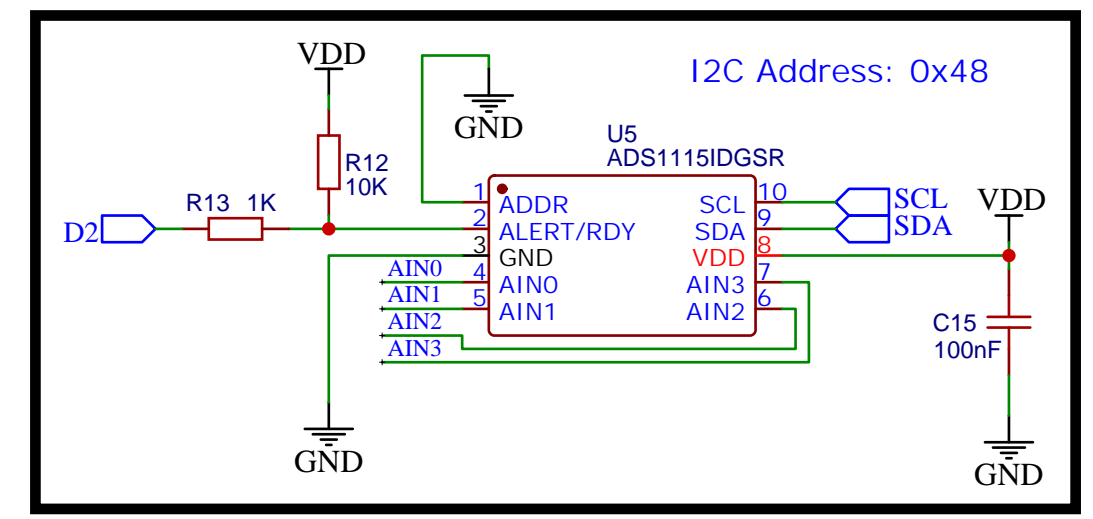 VDD
I2C Address: 0x48
GND
U5
ADS1115IDGSR
R12
10K
R13 1K
D2
1 ADDR
2 ALERT/RDY
3 GND
4 AIN0
5 AIN1
SCL 10
SDA 9
VDD 8
AIN3 7
AIN2 6
SCL
SDA
VDD
AIN0
AIN1
AIN2
AIN3
C15
100nF
GND
GND